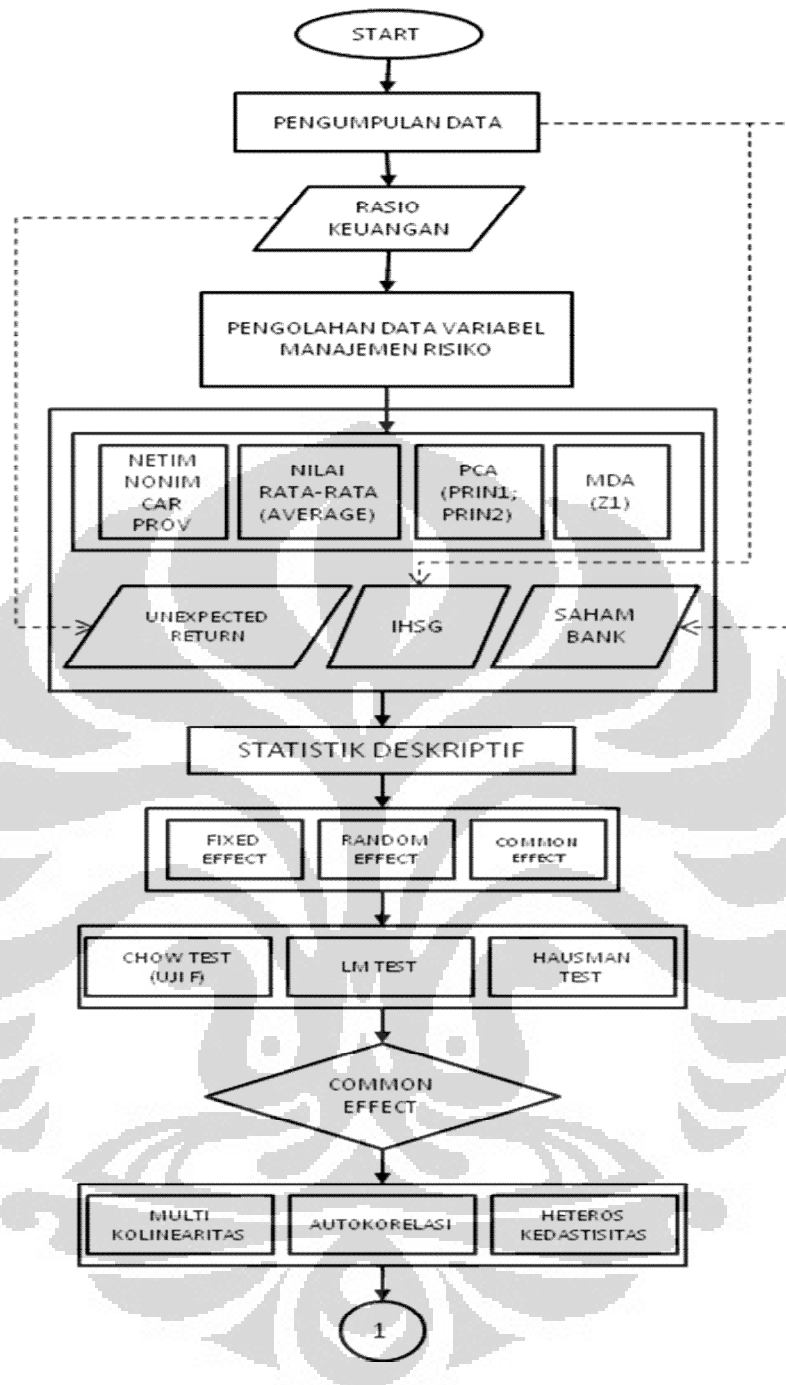 START
PENGUMPULAN DATA
RASIO
KEUANGAN
PENGOLAHAN DATA VARIABEL
MANAJEMEN RISIKO
NETIM
NONIM
CAR
PROV
NILAI
RATA-RATA
(AVERAGE)
PCA
(PRIN1;
PRIN2)
MDA
(Z1)
UNEXPECTED
RETURN
IHSG
SAHAM
BANK
STATISTIK DESKRIPTIF
FIXED
EFFECT
RANDOM
EFFECT
COMMON
EFFECT
CHOW TEST
(UJI F)
LM TEST
HAUSMAN
TEST
COMMON
EFFECT
MULTI
KOLINEARITAS
AUTOKORELASI
HETEROS
KEDASTISITAS
1